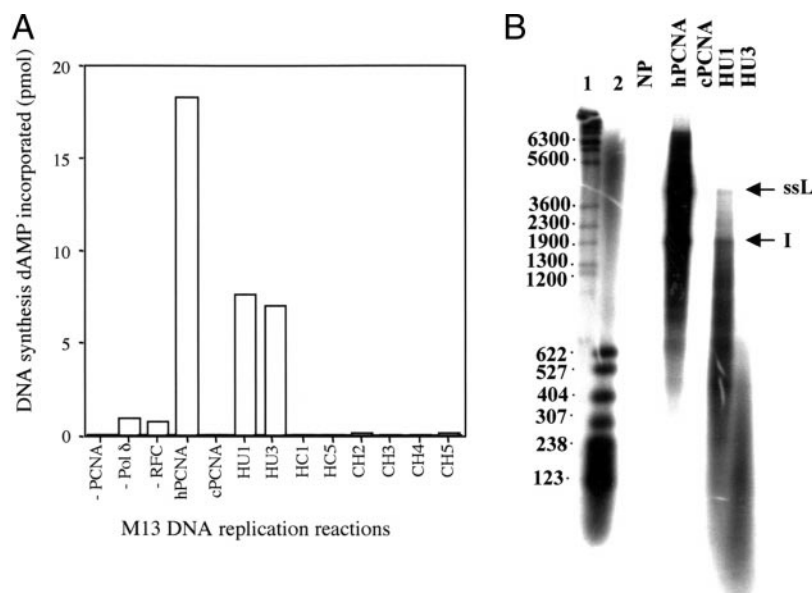 A
DNA synthesis dAMP incorporated (pmol)
20
15
10
5
0
- PCNA
- Pol δ
- RFC
hPCNA
cPCNA
HU1
HU3
HC1
HC5
CH2
CH3
CH4
CH5
M13 DNA replication reactions
B
1
2
NP
hPCNA
cPCNA
HU1
HU3
6300
5600
3600
2300
1900
1300
1200
622
527
404
307
238
123
ssL
I